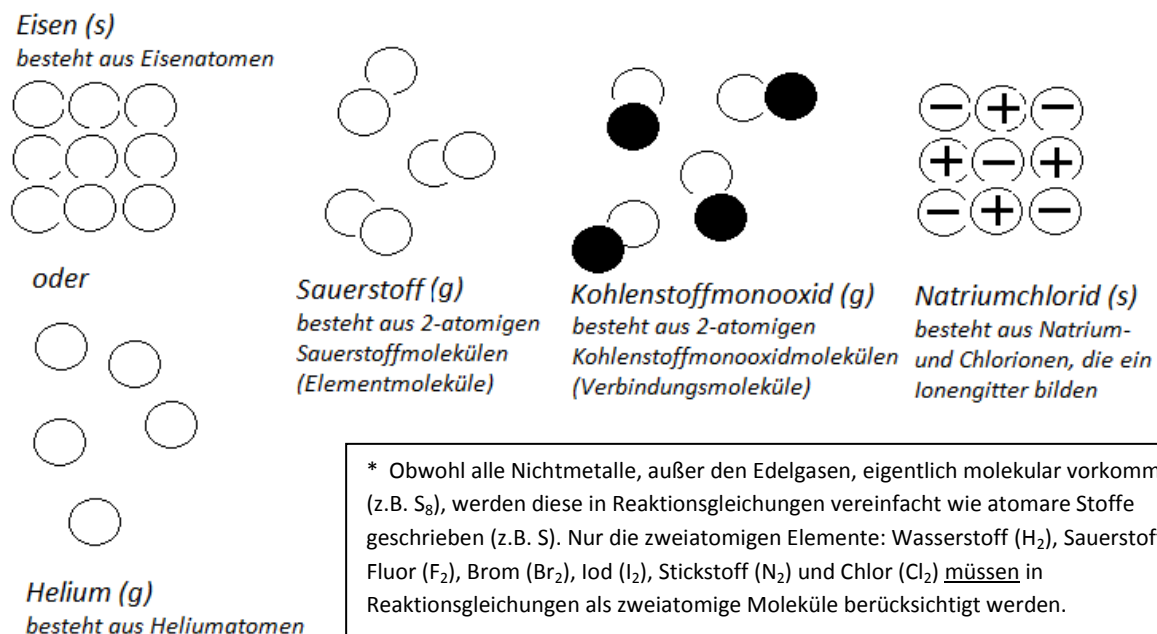 Eisen (s)
besteht aus Eisenatomen
oder
Helium (g)
besteht aus Heliumatomen
Sauerstoff (g)
besteht aus 2-atomigen
Sauerstoffmolekülen
(Elementmoleküle)
Kohlenstoffmonooxid (g)
besteht aus 2-atomigen
Kohlenstoffmonooxidmolekülen
(Verbindungsmoleküle)
− + −
+ − +
− + −
Natriumchlorid (s)
besteht aus Natrium-
und Chlorionen, die ein
Ionengitter bilden
* Obwohl alle Nichtmetalle, außer den Edelgasen, eigentlich molekular
(z.B. S₈), werden diese in Reaktionsgleichungen vereinfacht wie atomare Stoffe
geschrieben (z.B. S). Nur die zweiatomigen Elemente: Wasserstoff (H₂),
Fluor (F₂), Brom (Br₂), Iod (I₂), Stickstoff (N₂) und Chlor (Cl₂) müssen in
Reaktionsgleichungen als zweiatomige Moleküle berücksichtigt werden.